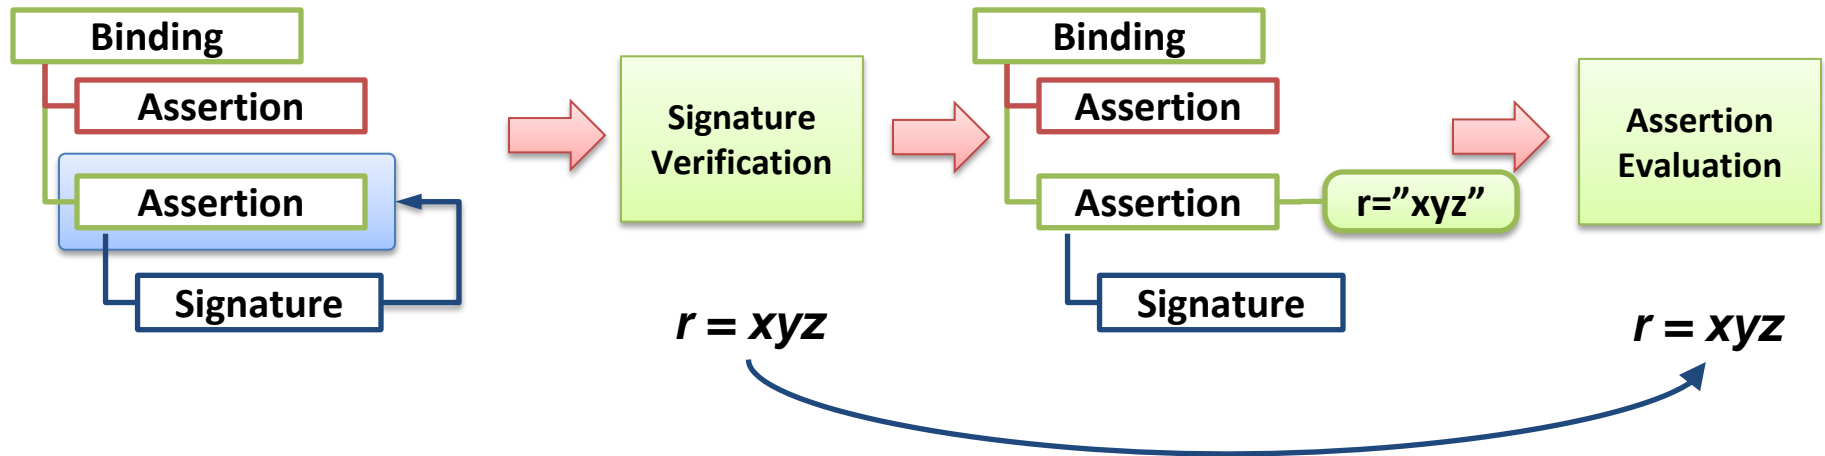 Binding
Assertion
Assertion
Signature
Signature
Verification
r = xyz
Binding
Assertion
Assertion
r=”xyz”
Signature
Assertion
Evaluation
r = xyz